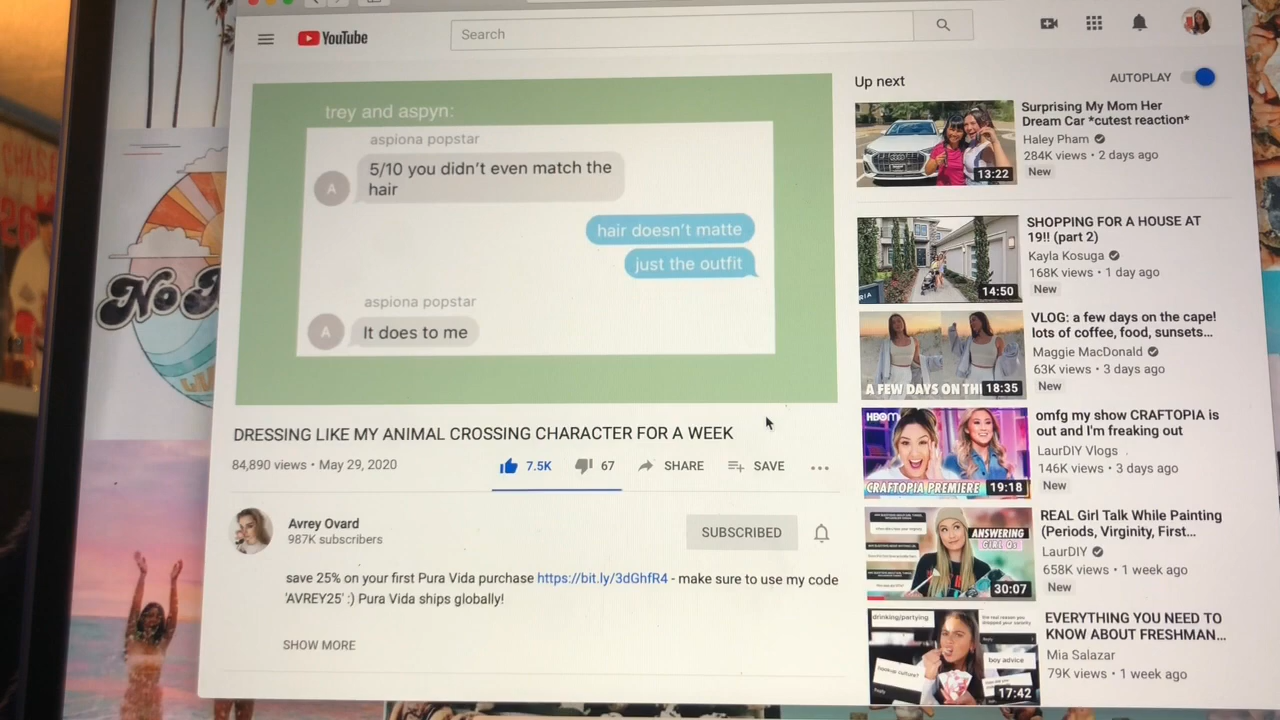 YouTube
Search
trey and aspyn:
aspiona popstar
5/10 you didn't even match the
hair
A
hair doesn't matte
just the outfit
aspiona popstar
A
It does to me
DRESSING LIKE MY ANIMAL CROSSING CHARACTER FOR A WEEK
84,890 views • May 29, 2020
7.5K
67
SHARE
SAVE
Avrey Ovard
987K subscribers
SUBSCRIBED
save 25% on your first Pura Vida purchase https://bit.ly/3dGhfR4 - make sure to use my code
'AVREY25' :) Pura Vida ships globally!
SHOW MORE
Up next
AUTOPLAY
13:22
Surprising My Mom Her
Dream Car *cutest reaction*
Haley Pham
284K views • 2 days ago
New
14:50
SHOPPING FOR A HOUSE AT
19!! (part 2)
Kayla Kosuga
168K views • 1 day ago
New
A FEW DAYS ON TH
18:35
VLOG: a few days on the cape!
lots of coffee, food, sunsets...
Maggie MacDonald
63K views • 3 days ago
New
HBO
CRAFTOPIA PREMIERE
19:18
omfg my show CRAFTOPIA is
out and I'm freaking out
LaurDIY Vlogs
146K views • 3 days ago
New
ANSWERING
GIRL Qs
30:07
REAL Girl Talk While Painting
(Periods, Virginity, First...
LaurDIY
658K views • 1 week ago
New
drinking/partying
boy advice
hookup culture?
Reply
17:42
EVERYTHING YOU NEED TO
KNOW ABOUT FRESHMAN...
Mia Salazar
79K views • 1 week ago